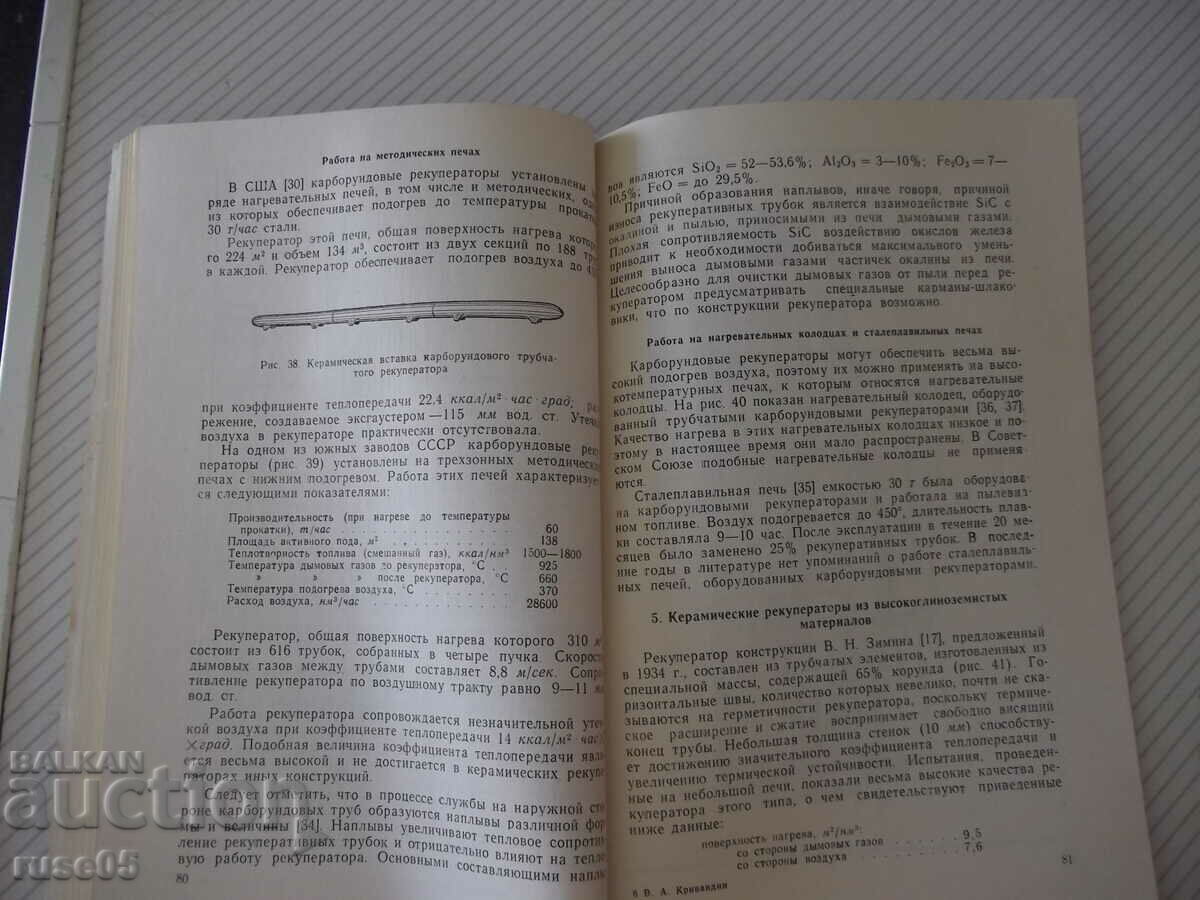 Работа на методических печах
В США [30] карборундовые рекуператоры установлены
ряде нагревательных печей, в том числе и методических,
из которых обеспечивает подогрев до температуры
30 т/час стали.
Рекуператор этой печи, общая поверхность нагрева
го 224 м² и объем 134 м³, состоит из двух секций по 188
в каждой. Рекуператор обеспечивает подогрев воздуха до
Рис. 38. Керамическая вставка карборундового трубча-
того рекуператора
при коэффициенте теплопередачи 22,4 ккал/м² · час · град;
режение, создаваемое эксгаустером —115 мм вод. ст.
воздуха в рекуператоре практически отсутствовала.
На одном из южных заводов СССР карборундовые
ператоры (рис. 39) установлены на трехзонных
печах с нижним подогревом. Работа этих печей
ся следующими показателями:
Производительность (при нагреве до температуры
прокатки), т/час 60
Площадь активного пода, м² . . . . . . . . . . . 138
Теплотворность топлива (смешанный газ), ккал/нм³ 1500—1800
Температура дымовых газов до рекуператора, °С . . 925
» » » после рекуператора, °С 660
Температура подогрева воздуха, °С . . . . . . . . . 370
Расход воздуха, нм³/час . . . . . . . . . . . 28600
Рекуператор, общая поверхность нагрева которого 310
состоит из 616 трубок, собранных в четыре пучка.
дымовых газов между трубами составляет 8,8 м/сек.
тивление рекуператора по воздушному тракту равно 9—11
вод. ст.
Работа рекуператора сопровождается незначительной
кой воздуха при коэффициенте теплопередачи 14 ккал/м² · час
×град. Подобная величина коэффициента теплопередачи
ся весьма высокой и не достигается в керамических
раторах иных конструкций.
Следует отметить, что в процессе службы на наружной
роне карборундовых труб образуются наплывы различной
мы и величины [34]. Наплывы увеличивают тепловое
ление рекуперативных трубок и отрицательно влияют на
вую работу рекуператора. Основными составляющими
80
вов являются SiO₂ = 52—53,6%; Al₂O₃ = 3—10%; Fe₂O₃ = 7—
10,5%; FeO = до 29,5%.
Причиной образования наплывов, иначе говоря, причиной
износа рекуперативных трубок является взаимодействие SiC с
окалиной и пылью, приносимыми из печи дымовыми газами.
Плохая сопротивляемость SiC воздействию окислов железа
приводит к необходимости добиваться максимального умень-
шения выноса дымовыми газами частичек окалины из печи.
Целесообразно для очистки дымовых газов от пыли перед ре-
куператором предусматривать специальные карманы-шлако-
вики, что по конструкции рекуператора возможно.
Работа на нагревательных колодцах и сталеплавильных печах
Карборундовые рекуператоры могут обеспечить весьма вы-
сокий подогрев воздуха, поэтому их можно применять на высо-
котемпературных печах, к которым относятся нагревательные
колодцы. На рис. 40 показан нагревательный колодец, оборудо-
ванный трубчатыми карборундовыми рекуператорами [36, 37].
Качество нагрева в этих нагревательных колодцах низкое и по-
этому в настоящее время они мало распространены. В Совет-
ском Союзе подобные нагревательные колодцы не применя-
ются.
Сталеплавильная печь [35] емкостью 30 т была оборудова-
на карборундовыми рекуператорами и работала на пылевид-
ном топливе. Воздух подогревается до 450°, длительность плав-
ки составляла 9—10 час. После эксплуатации в течение 20 ме-
сяцев было заменено 25% рекуперативных трубок. В послед-
ние годы в литературе нет упоминаний о работе сталеплавиль-
ных печей, оборудованных карборундовыми рекуператорами.
5. Керамические рекуператоры из высокоглиноземистых
материалов
Рекуператор конструкции В. Н. Зимина [17], предложенный
в 1934 г., составлен из трубчатых элементов, изготовленных из
специальной массы, содержащей 65% корунда (рис. 41). Го-
ризонтальные швы, количество которых невелико, почти не ска-
зываются на герметичности рекуператора, поскольку термиче-
ское расширение и сжатие воспринимает свободно висящий
конец трубы. Небольшая толщина стенок (10 мм) способству-
ет достижению значительного коэффициента теплопередачи и
увеличению термической устойчивости. Испытания, проведен-
ные на небольшой печи, показали весьма высокие качества ре-
куператора этого типа, о чем свидетельствуют приведенные
ниже данные:
поверхность нагрева, м²/нм³:
со стороны дымовых газов . . . . . . . 9,5
со стороны воздуха . . . . . . . . . . 7,6
6 В. А. Кривандин
81
BALKAN
auction
ruse05